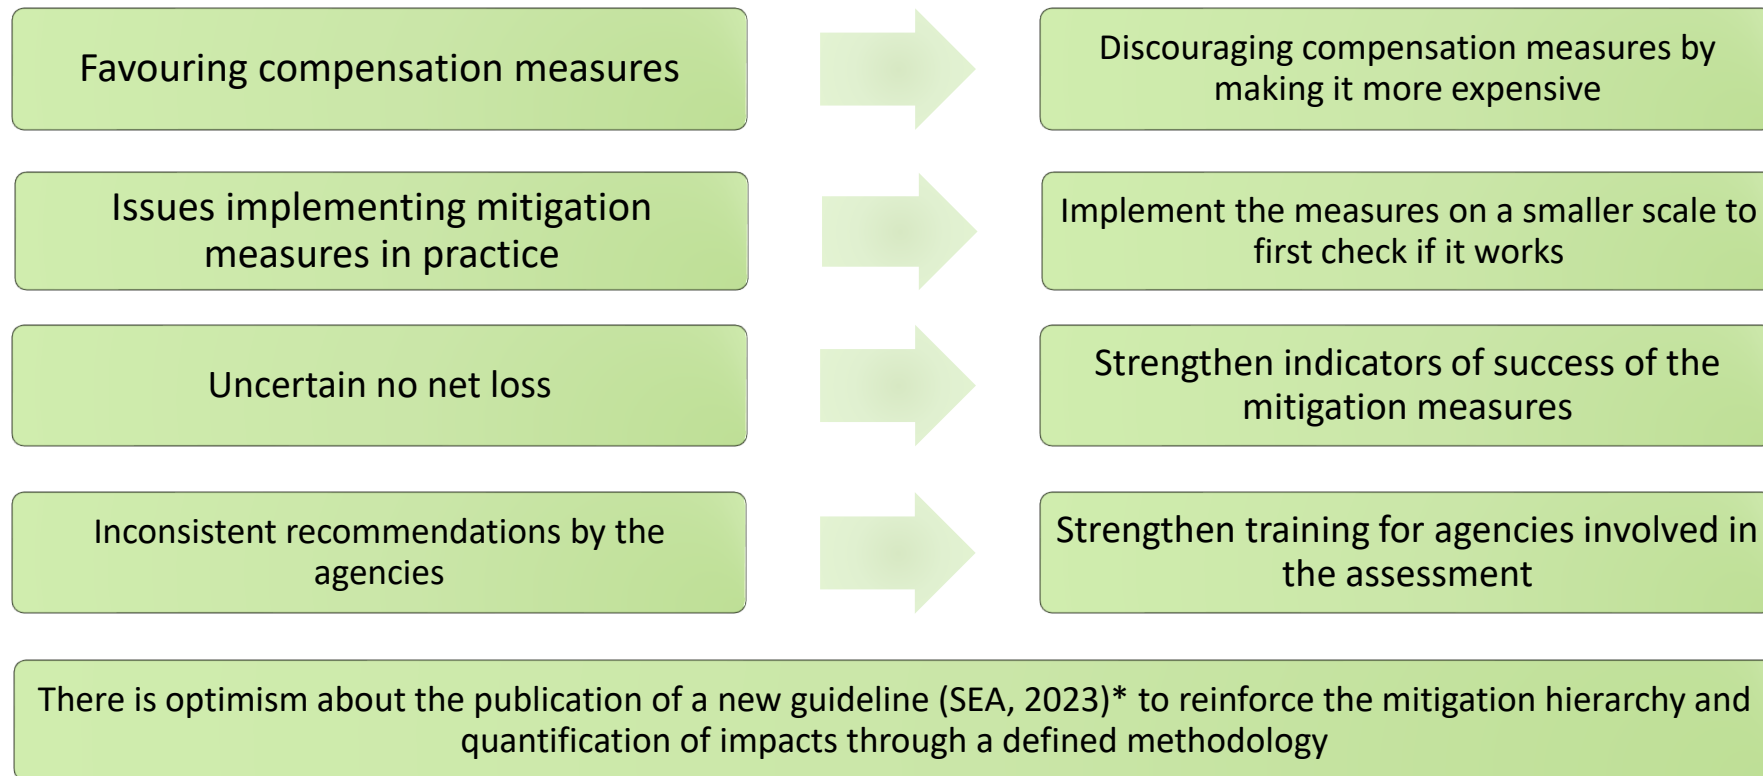 Favouring compensation measures
Discouraging compensation measures by
making it more expensive
Issues implementing mitigation
measures in practice
Implement the measures on a smaller scale to
first check if it works
Uncertain no net loss
Strengthen indicators of success of the
mitigation measures
Inconsistent recommendations by the
agencies
Strengthen training for agencies involved in
the assessment
There is optimism about the publication of a new guideline (SEA, 2023)* to reinforce the mitigation hierarchy and
quantification of impacts through a defined methodology